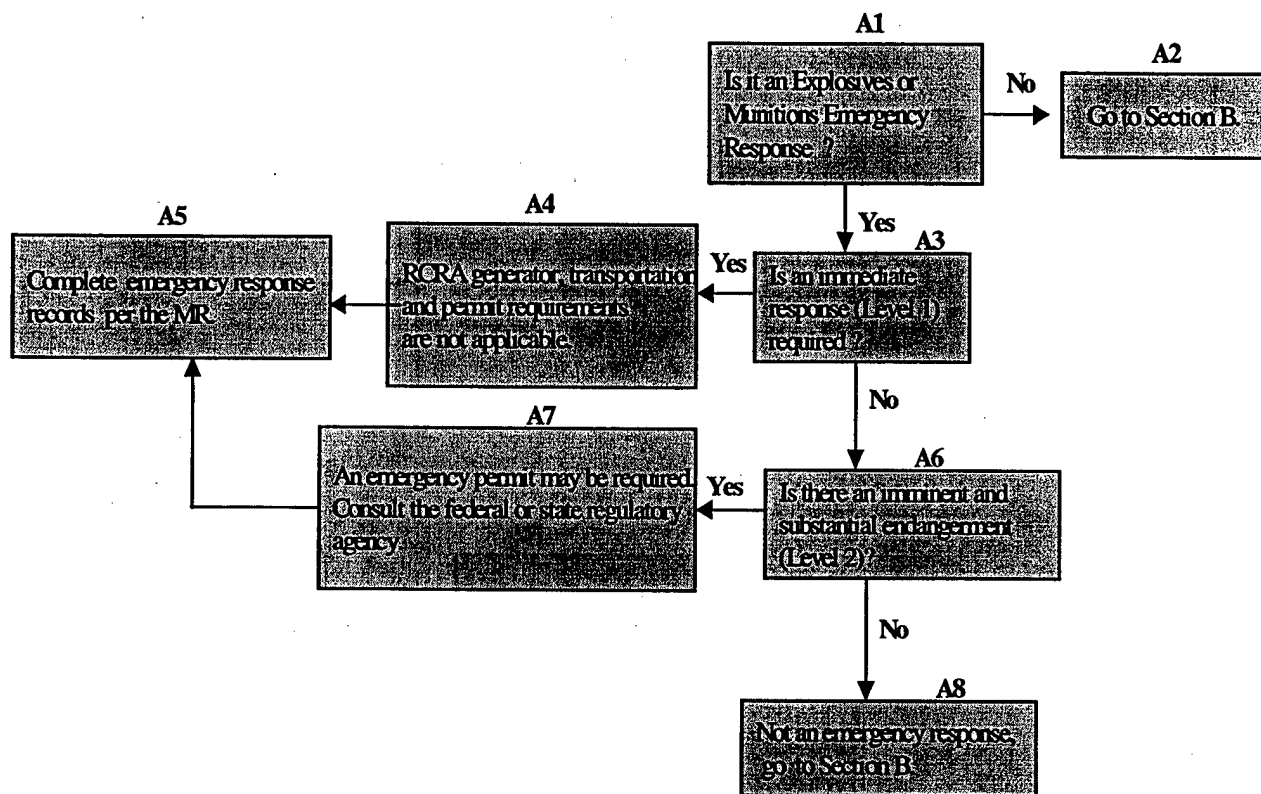 A1
Is it an Explosives or
Munitions Emergency
Response ?
No
A2
Go to Section B.
Yes
A3
Is an immediate
response (Level 1)
required ?
Yes
A4
RCRA generator, transportation
and permit requirements
are not applicable.
A5
Complete emergency response
records per the MR.
No
A6
Is there an imminent and
substantial endangerment
(Level 2)?
Yes
A7
An emergency permit may be required.
Consult the federal or state regulatory
agency.
No
A8
Not an emergency response,
go to Section B.